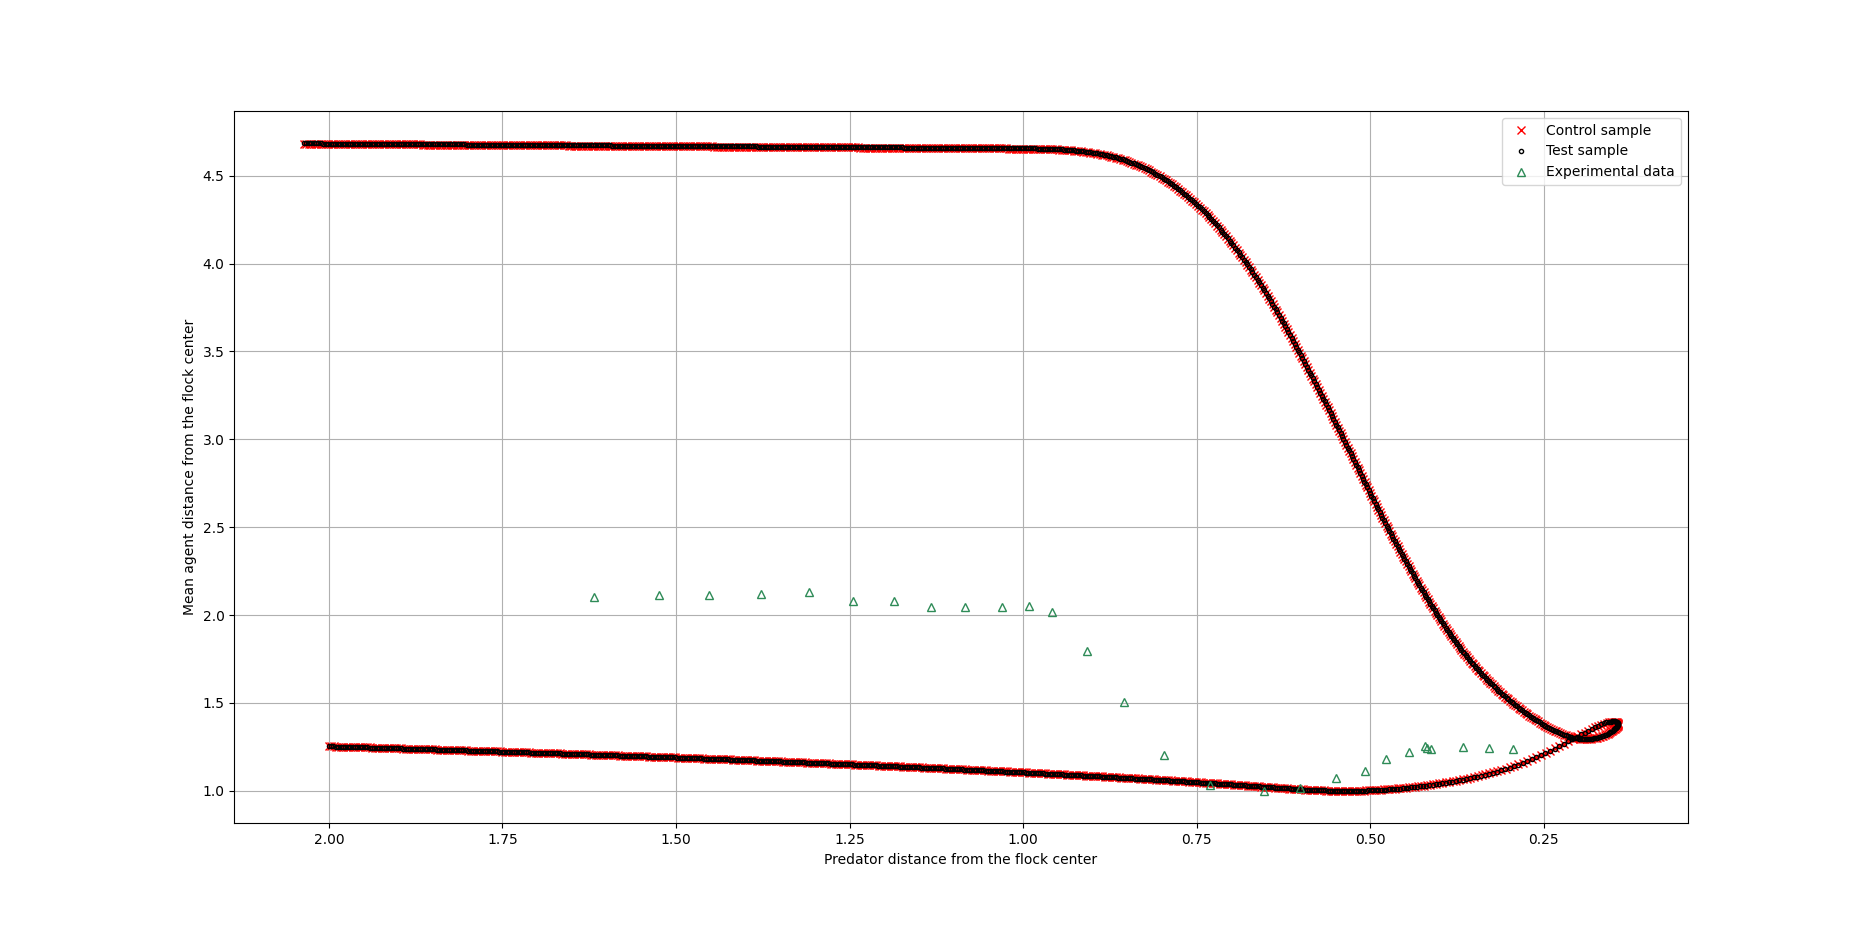 Control sample
Test sample
Experimental data
Mean agent distance from the flock center
4.5
4.0
3.5
3.0
2.5
2.0
1.5
1.0
2.00 1.75 1.50 1.25 1.00 0.75 0.50 0.25
Predator distance from the flock center